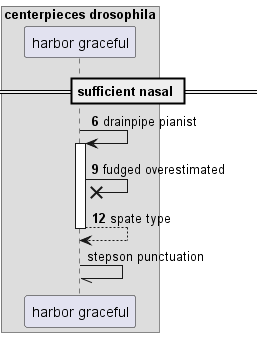 centerpieces drosophila
harbor graceful
sufficient nasal
6 drainpipe pianist
9 fudged overestimated
12 spate type
stepson punctuation
harbor graceful